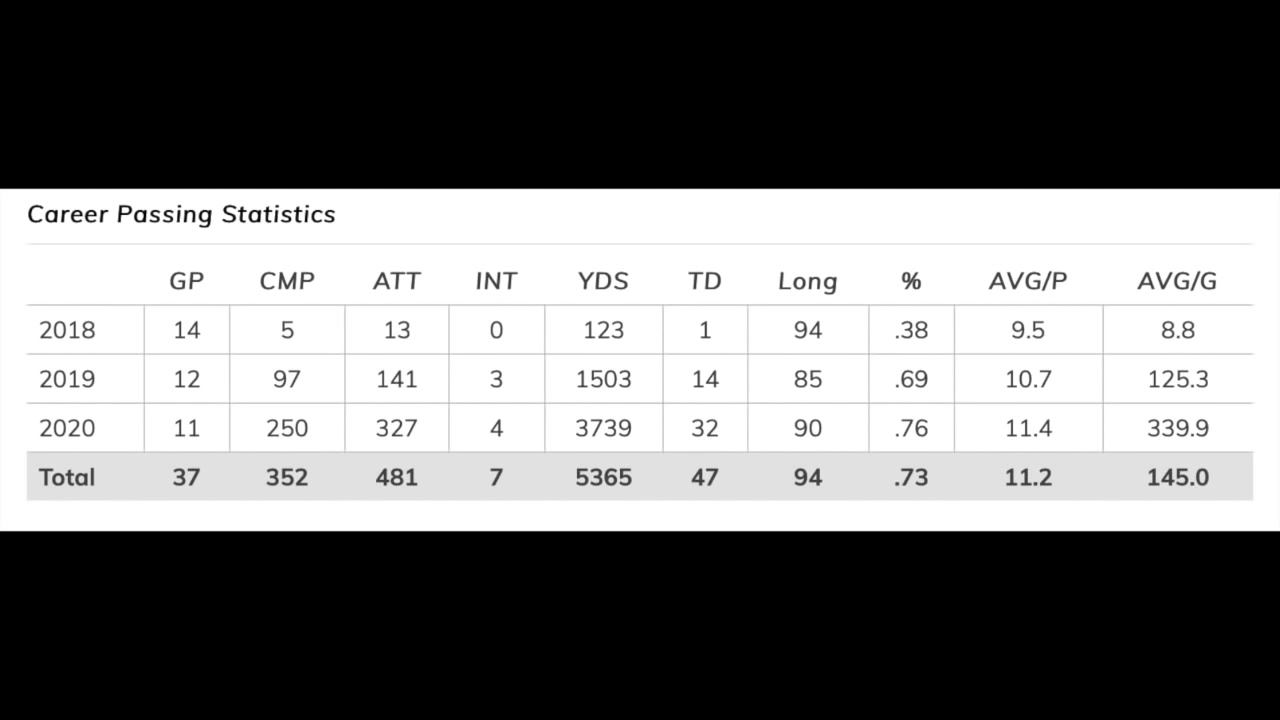 Career Passing Statistics
GP CMP ATT INT YDS TD Long % AVG/P AVG/G
2018 14 5 13 0 123 1 94 .38 9.5 8.8
2019 12 97 141 3 1503 14 85 .69 10.7 125.3
2020 11 250 327 4 3739 32 90 .76 11.4 339.9
Total 37 352 481 7 5365 47 94 .73 11.2 145.0